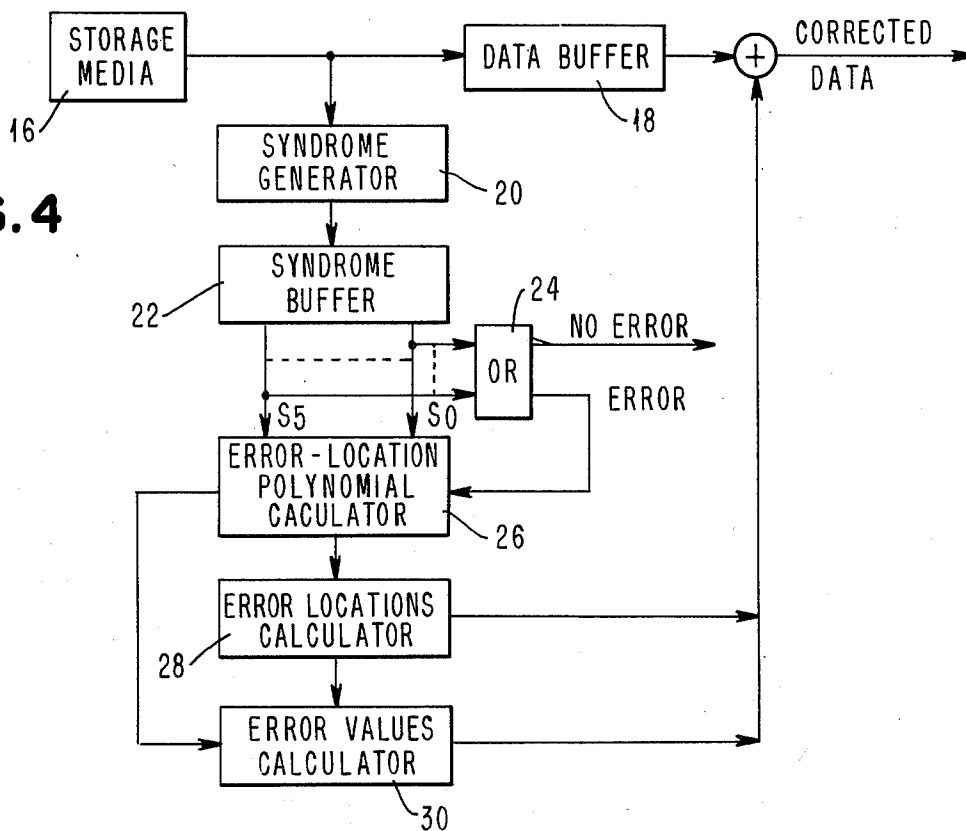 STORAGE
MEDIA
16
DATA BUFFER
18
+
CORRECTED
DATA
SYNDROME
GENERATOR
20
G.4
SYNDROME
BUFFER
22
24
OR
NO ERROR
ERROR
S5
S0
ERROR-LOCATION
POLYNOMIAL
CACULATOR
26
ERROR LOCATIONS
CALCULATOR
28
ERROR VALUES
CALCULATOR
30